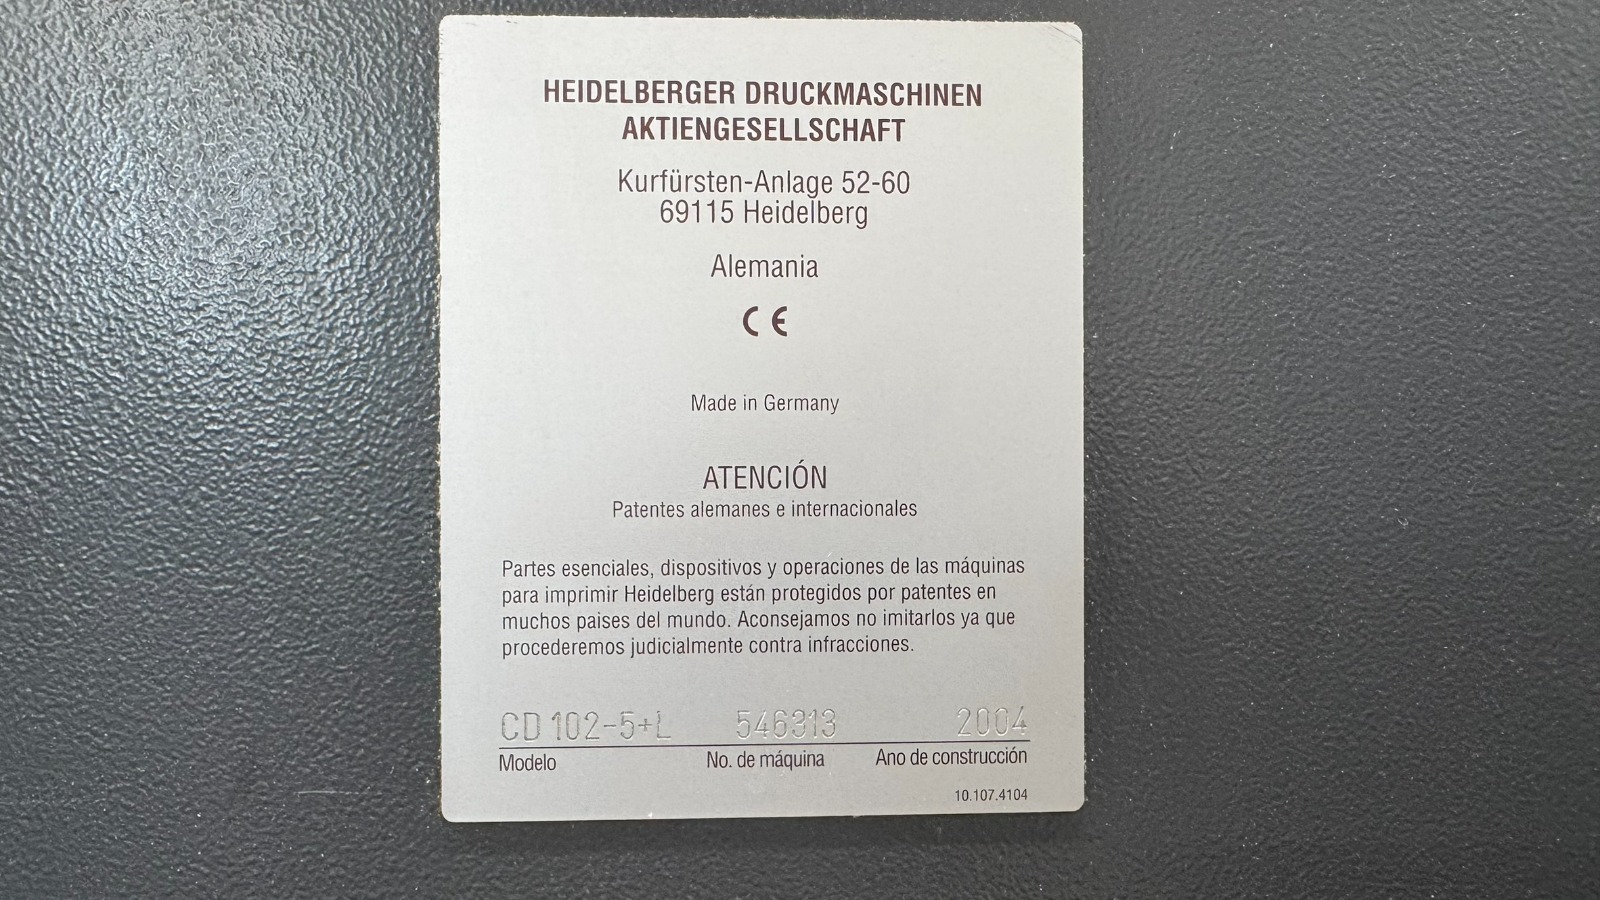 HEIDELBERGER DRUCKMASCHINEN
AKTIENGESELLSCHAFT
Kurfürsten-Anlage 52-60
69115 Heidelberg
Alemania
CE
Made in Germany
ATENCIÓN
Patentes alemanes e internacionales
Partes esenciales, dispositivos y operaciones de las máquinas
para imprimir Heidelberg están protegidos por patentes en
muchos paises del mundo. Aconsejamos no imitarlos ya que
procederemos judicialmente contra infracciones.
CD 102-5+L 546313 2004
Modelo No. de máquina Ano de construcción
10.107.4104